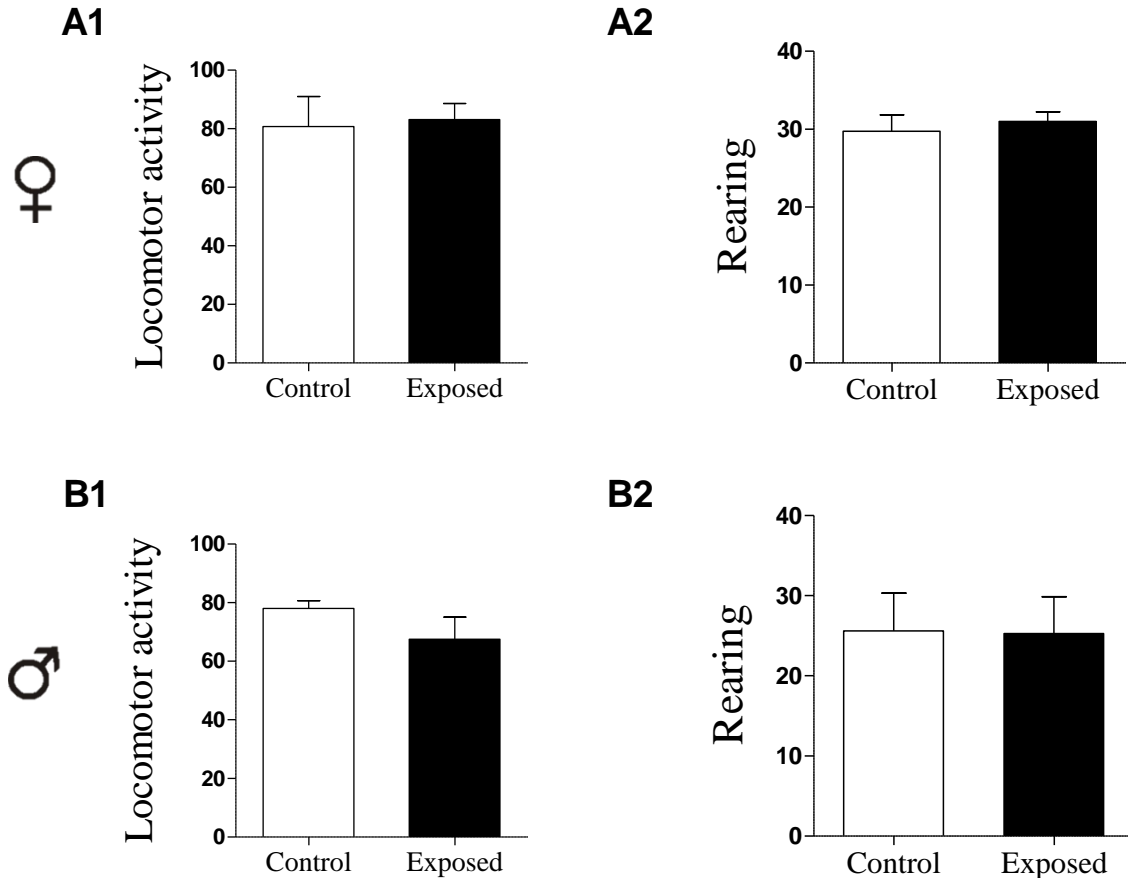 A1
Locomotor activity
100
80
60
40
20
0
Control Exposed
A2
Rearing
40
30
20
10
0
Control Exposed
♀
B1
Locomotor activity
100
80
60
40
20
0
Control Exposed
B2
Rearing
40
30
20
10
0
Control Exposed
♂